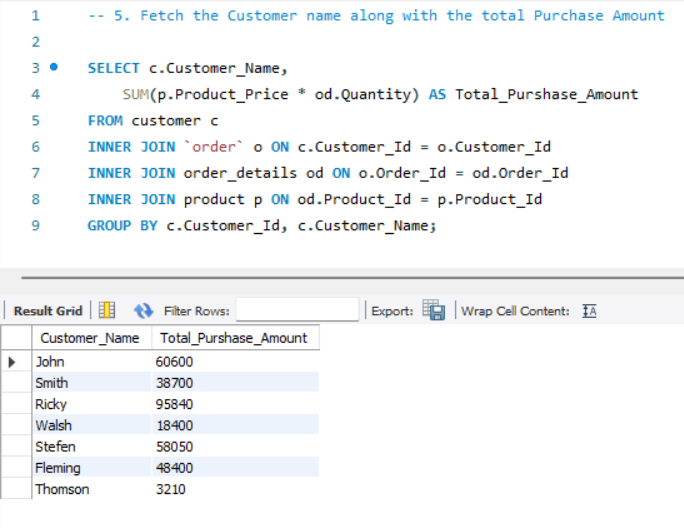 1 -- 5. Fetch the Customer name along with the total Purchase Amount
2
3 SELECT c.Customer_Name,
4 SUM(p.Product_Price * od.Quantity) AS Total_Purshase_Amount
5 FROM customer c
6 INNER JOIN `order` o ON c.Customer_Id = o.Customer_Id
7 INNER JOIN order_details od ON o.Order_Id = od.Order_Id
8 INNER JOIN product p ON od.Product_Id = p.Product_Id
9 GROUP BY c.Customer_Id, c.Customer_Name;
Result Grid Filter Rows: Export: Wrap Cell Content: IA
Customer_Name Total_Purshase_Amount
John 60600
Smith 38700
Ricky 95840
Walsh 18400
Stefen 58050
Fleming 48400
Thomson 3210